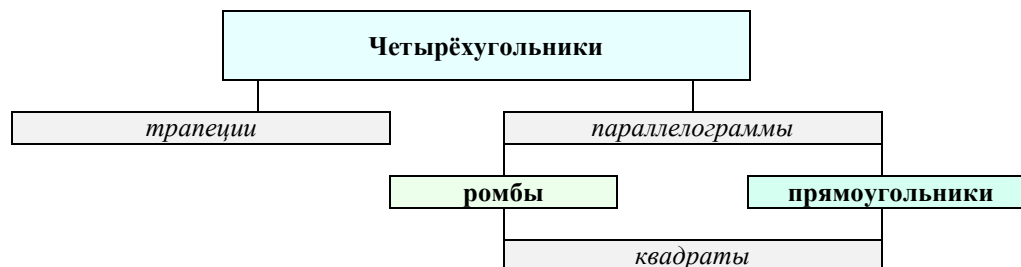 Четырёхугольники
трапеции
параллелограммы
ромбы
прямоугольники
квадраты